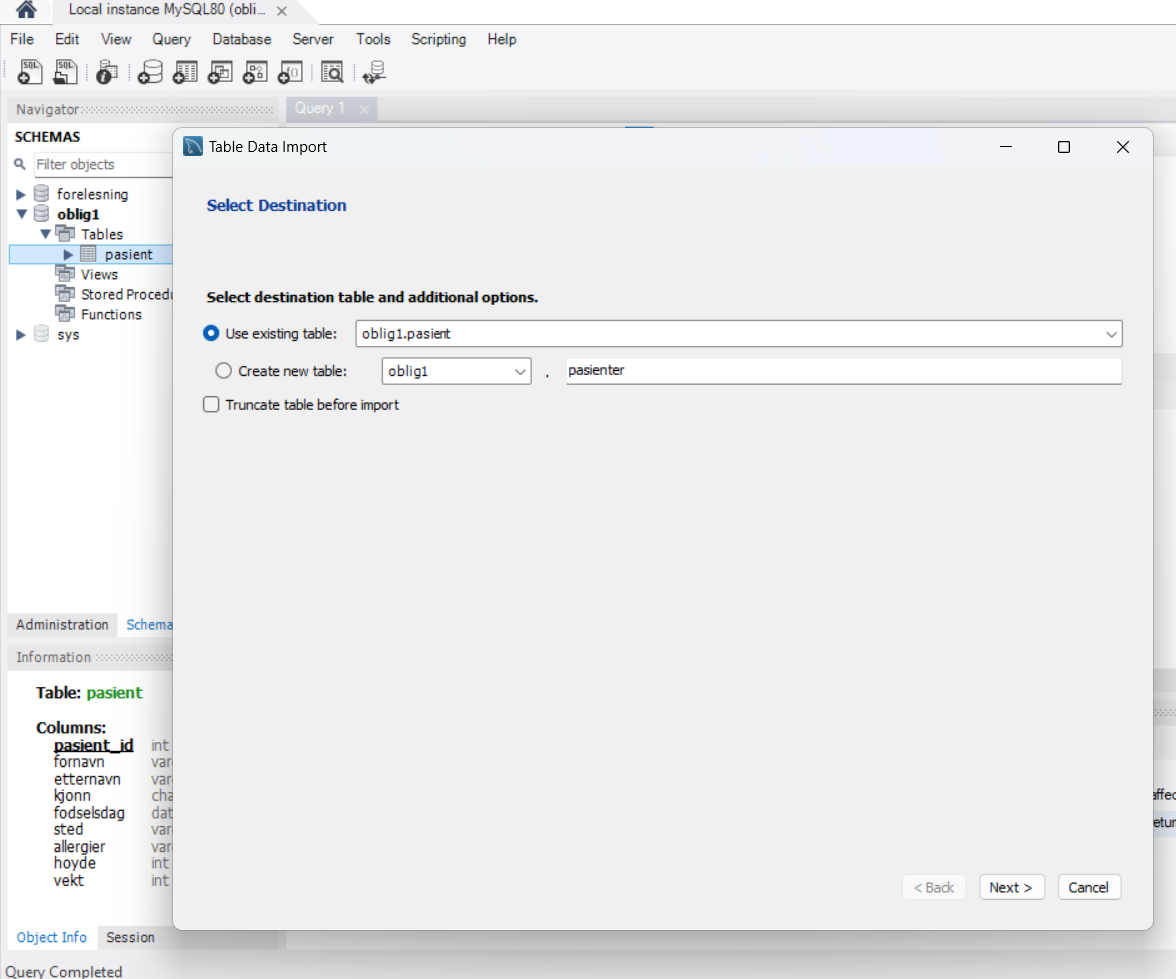 Local instance MySQL80 (obli...
File Edit View Query Database Server Tools Scripting Help
SQL SQL
Navigator
Query 1
SCHEMAS
Filter objects
forelesning
oblig1
Tables
pasient
Views
Stored Procedu
Functions
sys
Administration Schema
Information
Table: pasient
Columns:
pasient_id int
fornavn var
etternavn var
kjonn cha
fodselsdag dat
sted var
allergier var
hoyde int
vekt int
Object Info Session
Query Completed
Table Data Import
Select Destination
Select destination table and additional options.
Use existing table: oblig1.pasient
Create new table: oblig1 . pasienter
Truncate table before import
< Back Next > Cancel
affec
etur